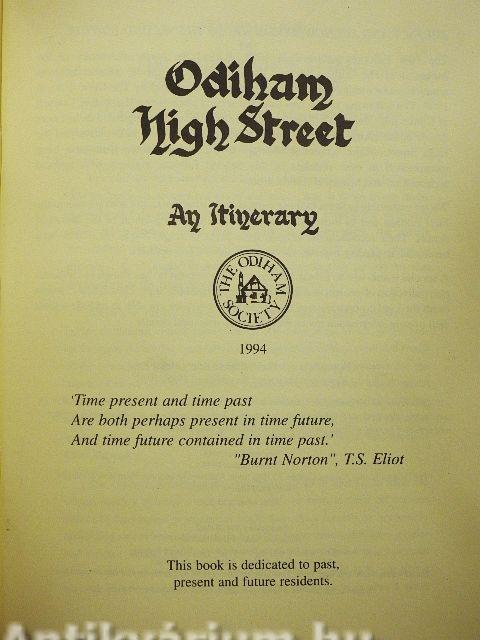 Odiham
High Street
An Itinerary
THE ODIHAM
SOCIETY
1994
'Time present and time past
Are both perhaps present in time future,
And time future contained in time past.'
"Burnt Norton", T.S. Eliot
This book is dedicated to past,
present and future residents.
Antikvárium.hu